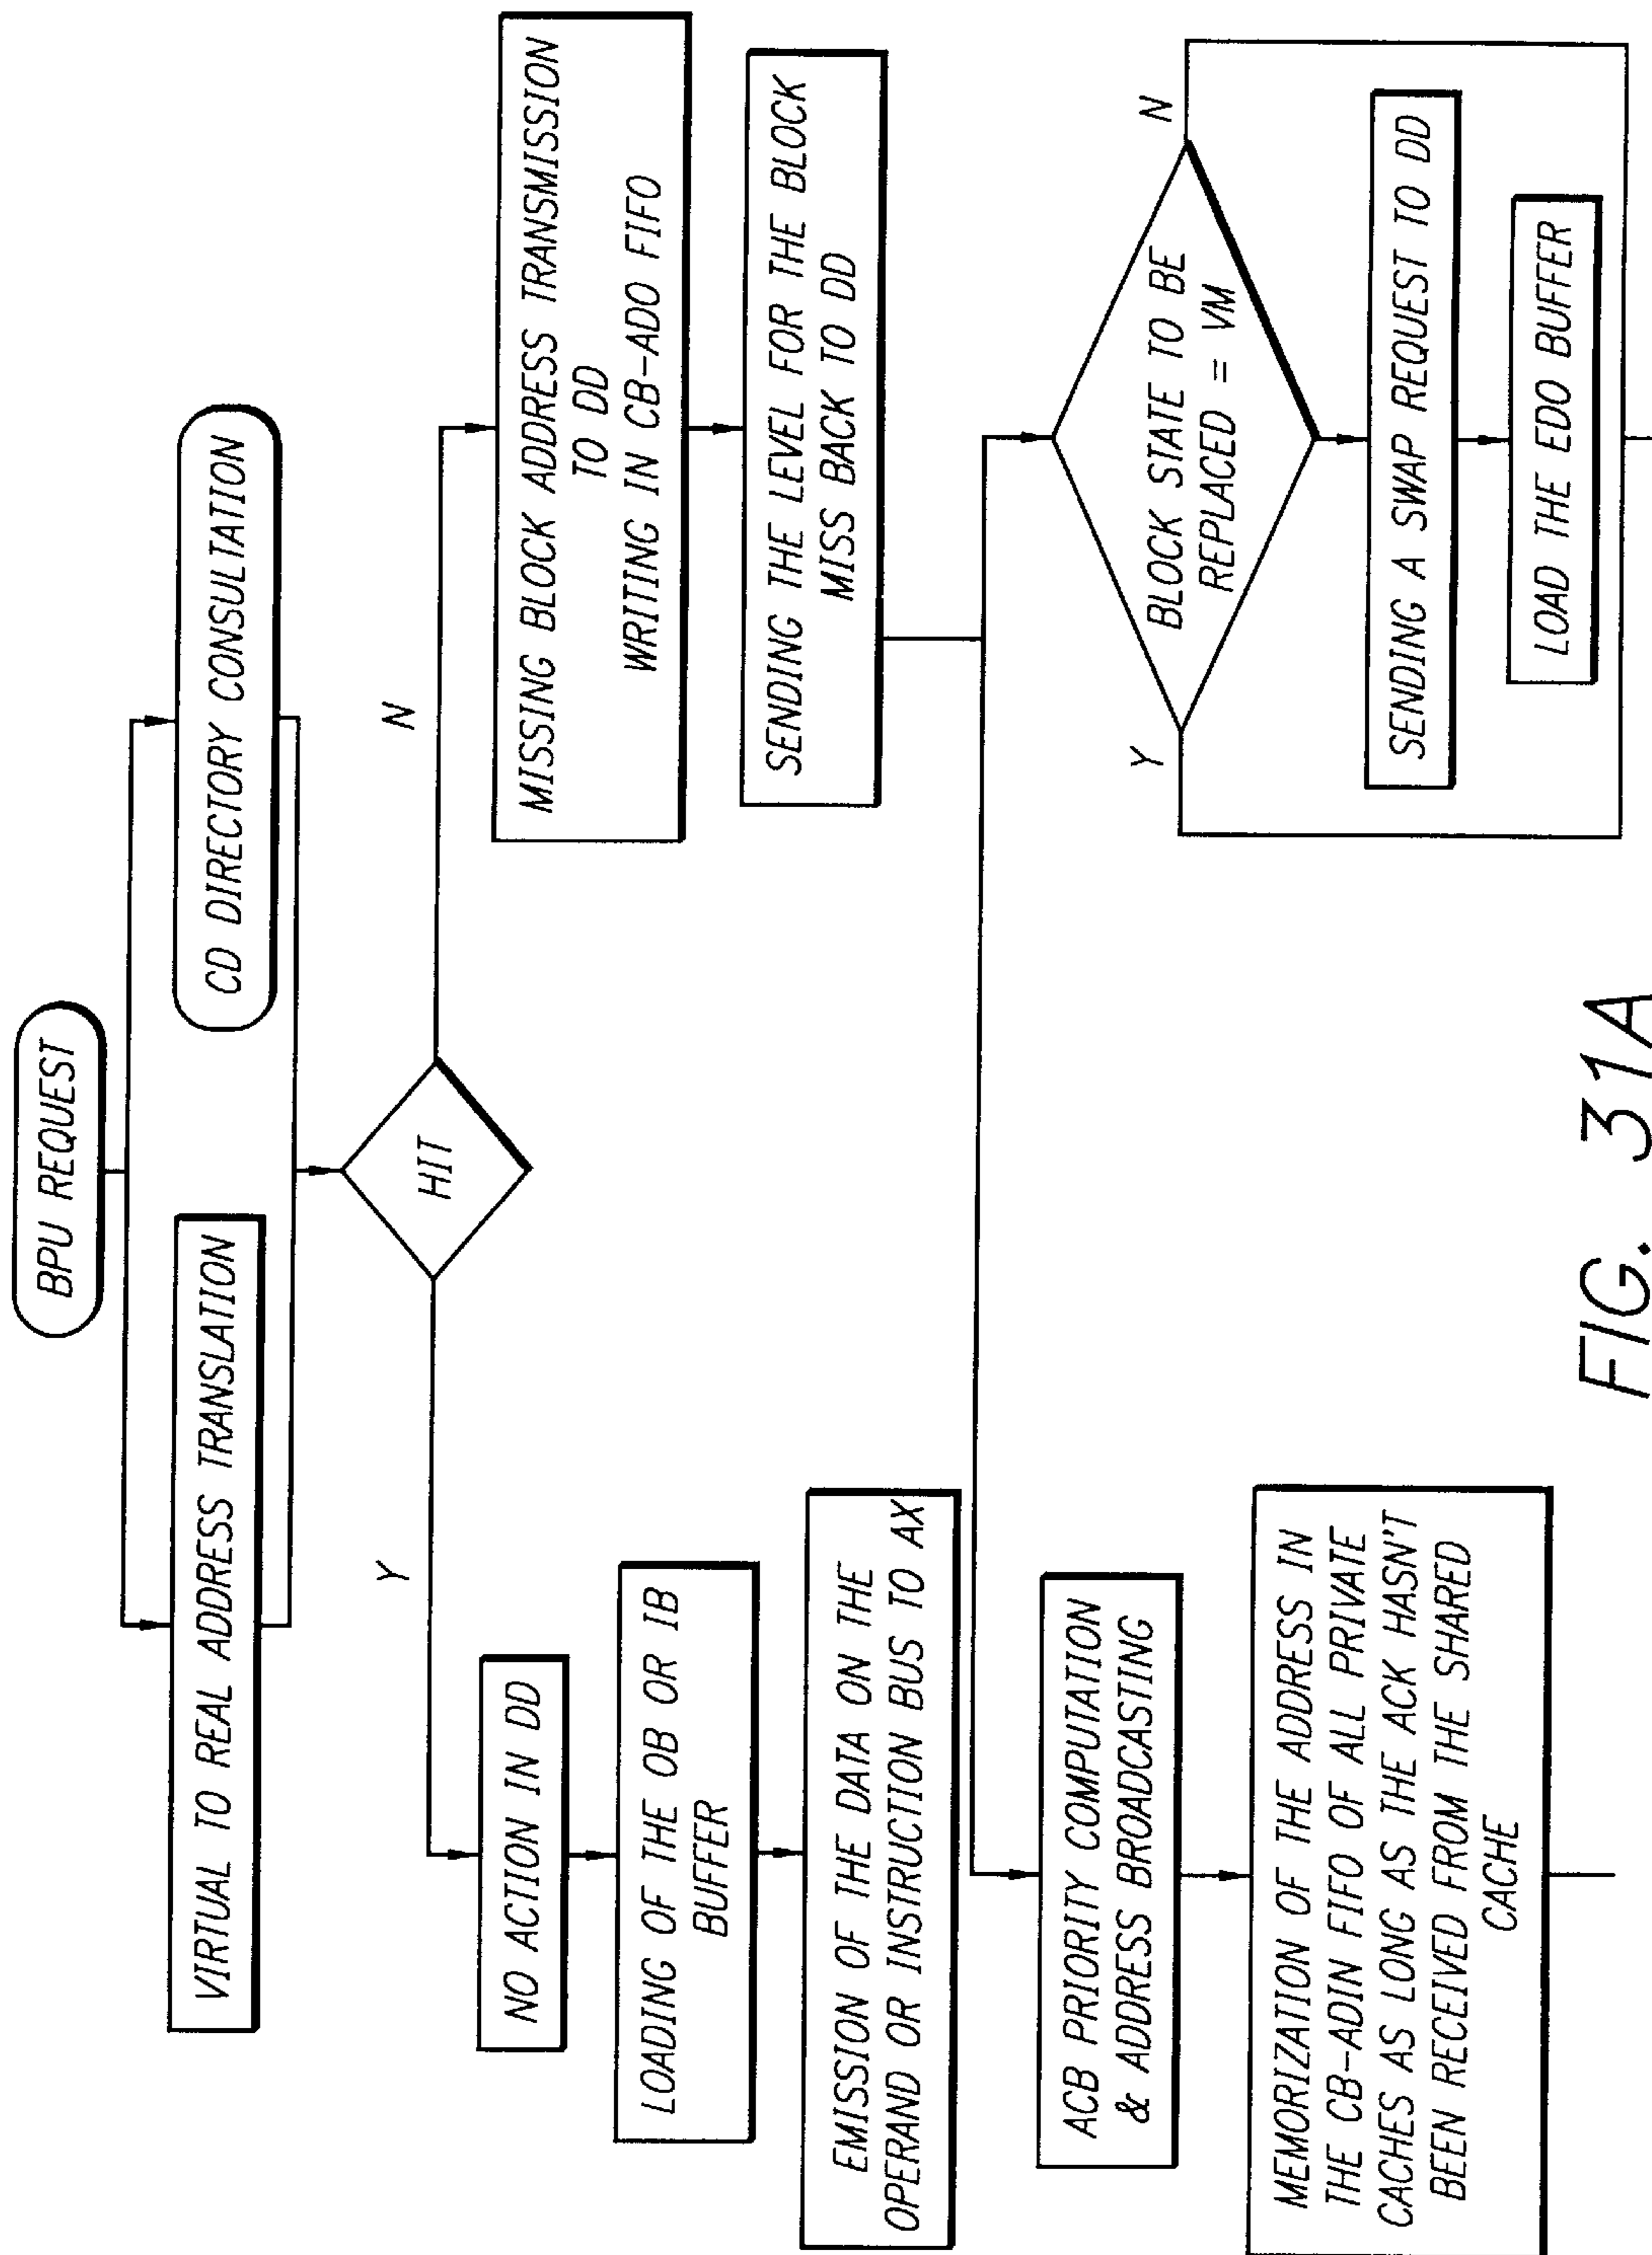 BPU REQUEST
VIRTUAL TO REAL ADDRESS TRANSLATION
CD DIRECTORY CONSULTATION
HIT
Y
N
NO ACTION IN DD
LOADING OF THE OB OR IB
BUFFER
EMISSION OF THE DATA ON THE
OPERAND OR INSTRUCTION BUS TO AX
MISSING BLOCK ADDRESS TRANSMISSION
TO DD
WRITING IN CB-ADO FIFO
SENDING THE LEVEL FOR THE BLOCK
MISS BACK TO DD
ACB PRIORITY COMPUTATION
& ADDRESS BROADCASTING
MEMORIZATION OF THE ADDRESS IN
THE CB-ADIN FIFO OF ALL PRIVATE
CACHES AS LONG AS THE ACK HASN'T
BEEN RECEIVED FROM THE SHARED
CACHE
Y
N
BLOCK STATE TO BE
REPLACED = VM
SENDING A SWAP REQUEST TO DD
LOAD THE EDO BUFFER
FIG. 31A